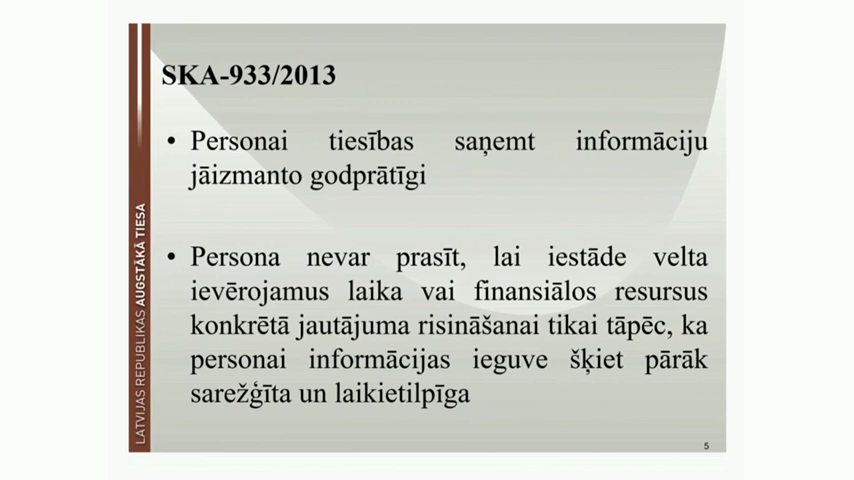 SKA-933/2013
• Personai tiesības saņemt informāciju
jāizmanto godprātīgi
• Persona nevar prasīt, lai iestāde velta
ievērojamus laika vai finansiālos resursus
konkrētā jautājuma risināšanai tikai tāpēc, ka
personai informācijas ieguve šķiet pārāk
sarežģīta un laikietilpīga
LATVIJAS REPUBLIKAS AUGSTĀKĀ TIESA
5